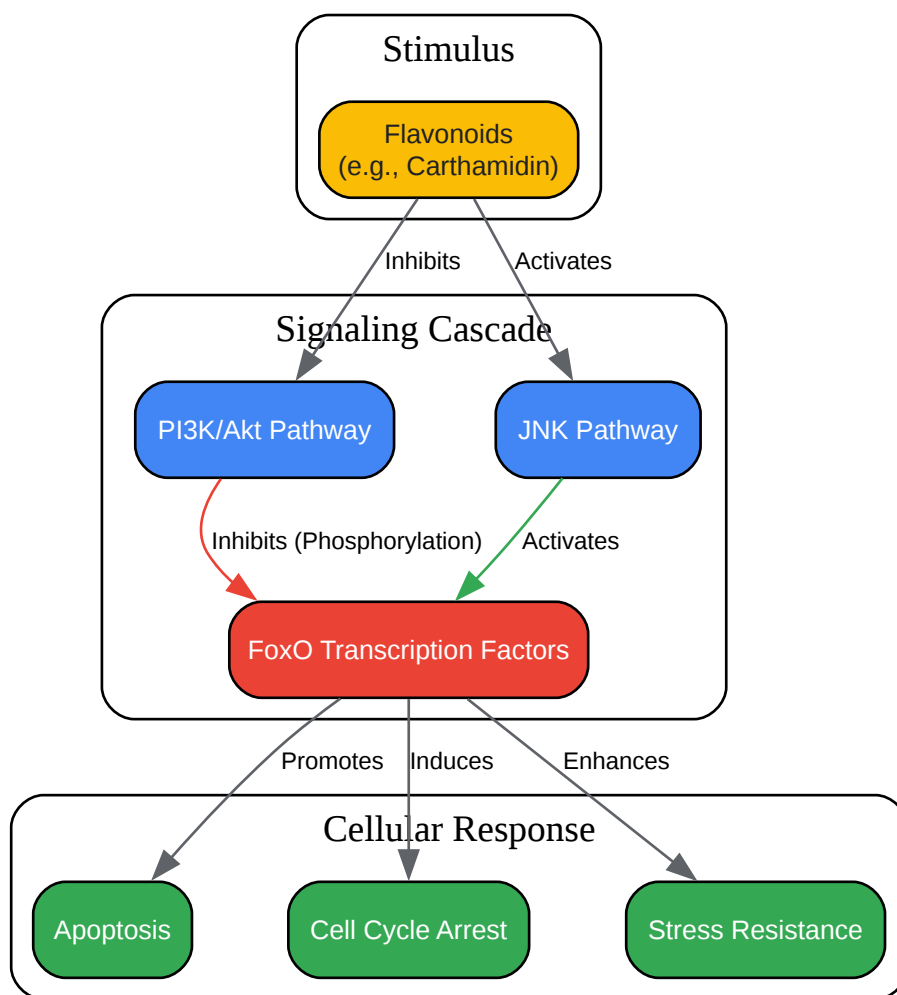 Stimulus
Flavonoids
(e.g., Carthamidin)
Inhibits
Activates
Signaling Cascade
PI3K/Akt Pathway
JNK Pathway
Inhibits (Phosphorylation)
Activates
FoxO Transcription Factors
Promotes
Induces
Enhances
Cellular Response
Apoptosis
Cell Cycle Arrest
Stress Resistance